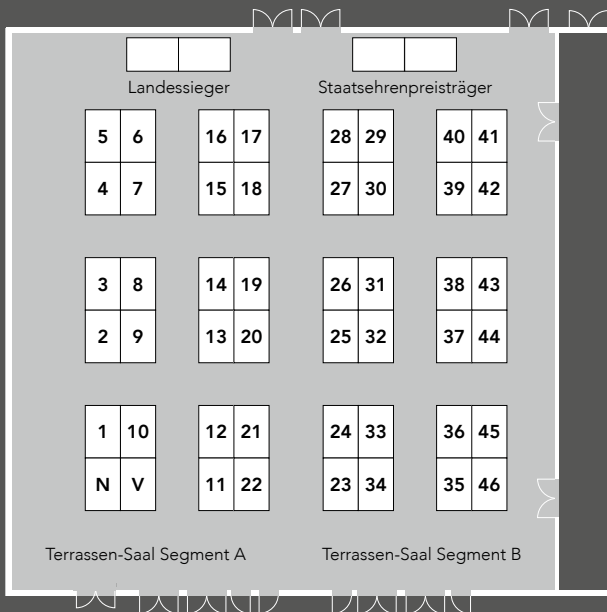 Landessieger Staatsehrenpreisträger
5 6 16 17 28 29 40 41
4 7 15 18 27 30 39 42
3 8 14 19 26 31 38 43
2 9 13 20 25 32 37 44
1 10 12 21 24 33 36 45
N V 11 22 23 34 35 46
Terrassen-Saal Segment A Terrassen-Saal Segment B